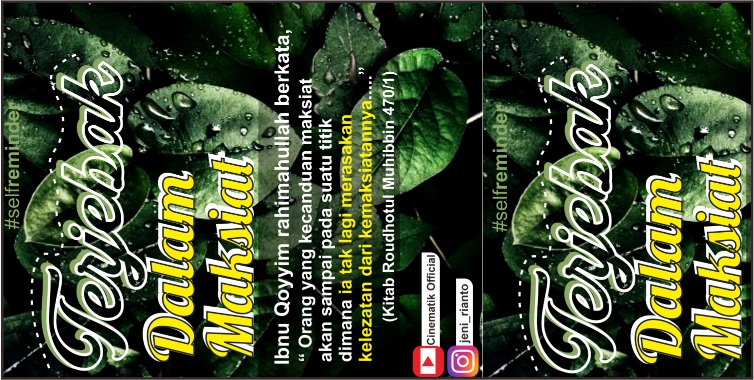 #selfreminder
Terjebak
Dalam
Maksiat
Ibnu Qoyyim rahimahullah berkata,
“ Orang yang kecanduan maksiat
akan sampai pada suatu titik
dimana ia tak lagi merasakan
kelezatan dari kemaksiatannya.....”
(Kitab Roudhotul Muhibbin 470/1)
Cinematik Official
jeni_rianto
#selfreminder
Terjebak
Dalam
Maksiat